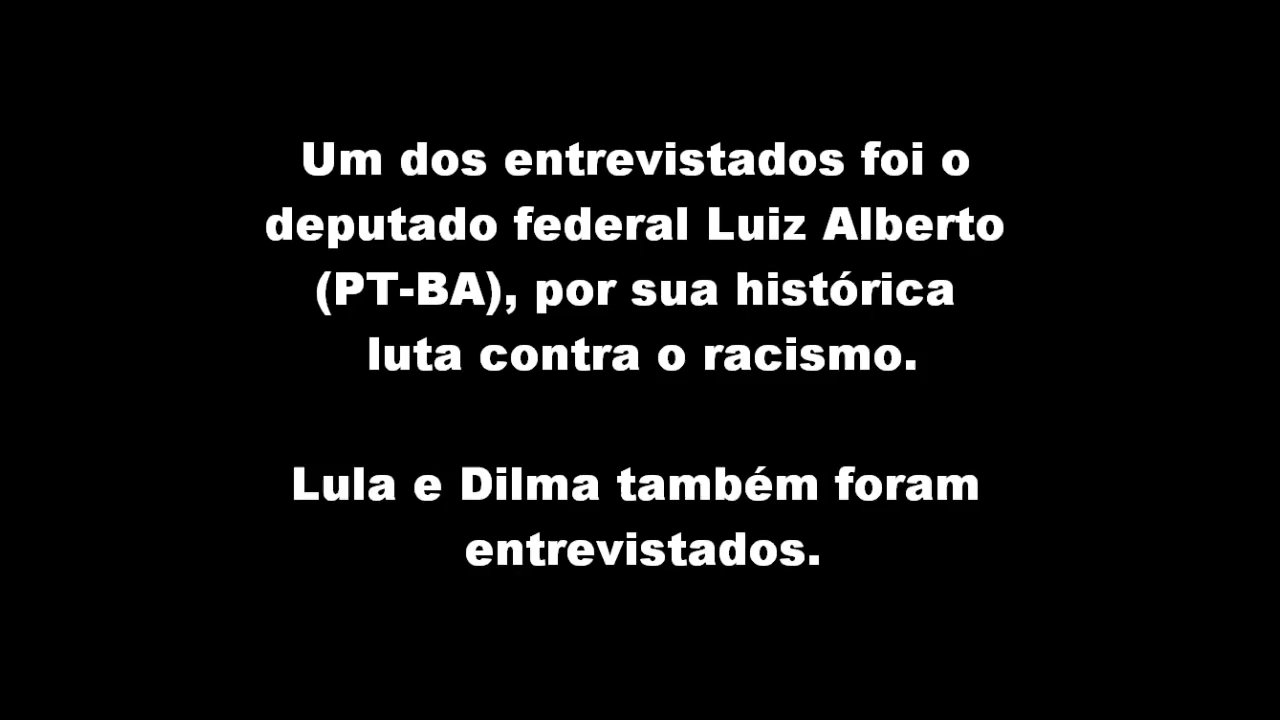 Um dos entrevistados foi o
deputado federal Luiz Alberto
(PT-BA), por sua histórica
luta contra o racismo.
Lula e Dilma também foram
entrevistados.